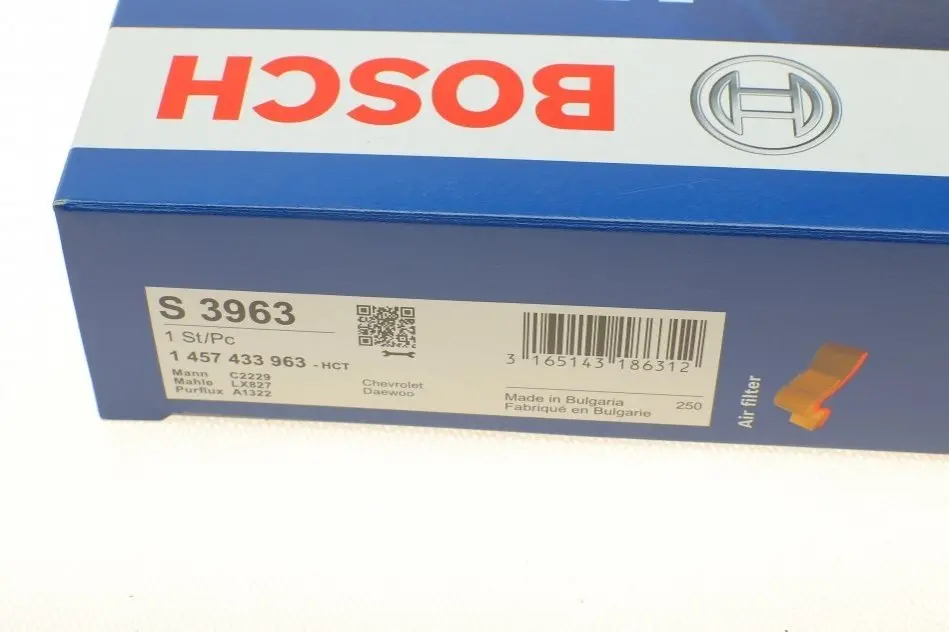 BOSCH
S 3963
1 St/Pc
1 457 433 963 - HCT
Mann C2229
Mahle LX827
Purflux A1322
Chevrolet
Daewoo
3 165143 186312
Made in Bulgaria
Fabriqué en Bulgarie
250
Air filter